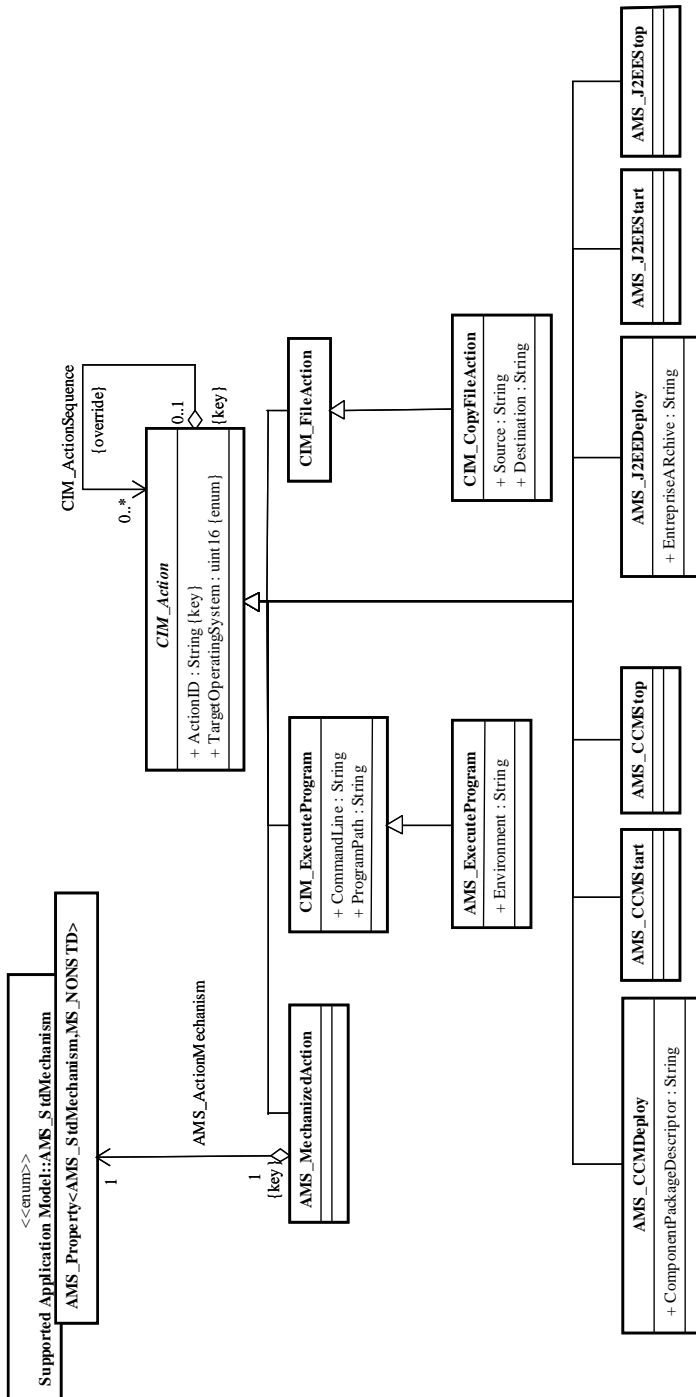 <<enum>>
Supported Application Model::AMS_StdMechanism
AMS_Property<AMS_StdMechanism,MS_NONSTD>
1
AMS_ActionMechanism
1
{key}
AMS_MechanizedAction
CIM_ActionSequence
{override}
0..*
0..1
{key}
CIM_Action
+ ActionID : String {key}
+ TargetOperatingSystem : uint16 {enum}
CIM_ExecuteProgram
+ CommandLine : String
+ ProgramPath : String
CIM_FileAction
AMS_ExecuteProgram
+ Environment : String
CIM_CopyFileAction
+ Source : String
+ Destination : String
AMS_CCMDeploy
+ ComponentPackageDescriptor : String
AMS_CCMStart
AMS_CCMStop
AMS_J2EEDeploy
+ EntrepriseARchive : String
AMS_J2EEStart
AMS_J2EEStop